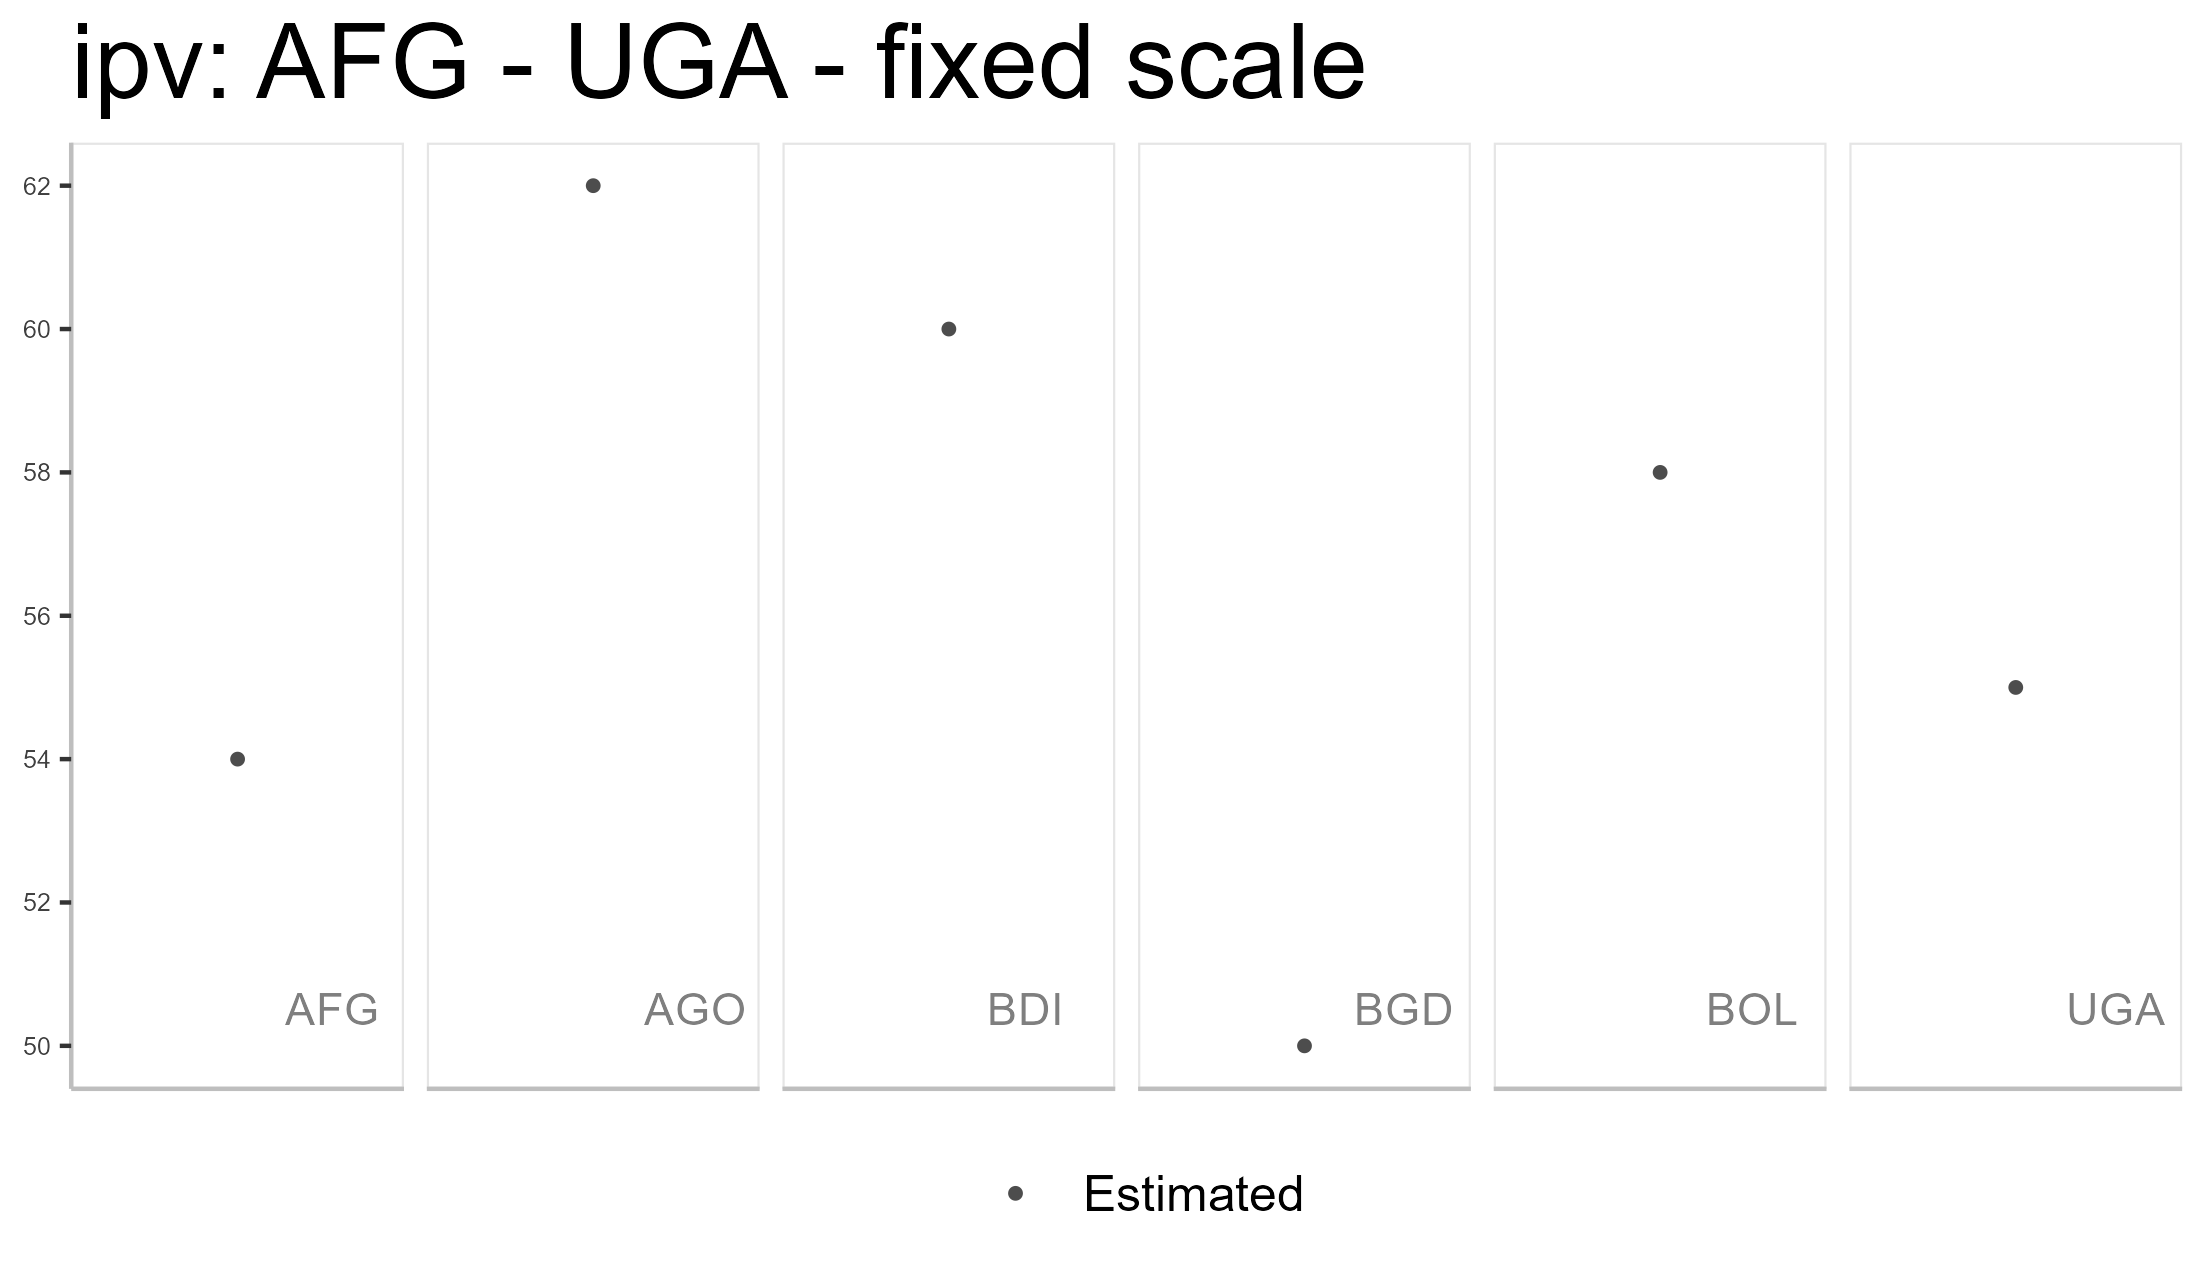 ipv: AFG - UGA - fixed scale
62
60
58
56
54
52
50
AFG
AGO
BDI
BGD
BOL
UGA
Estimated